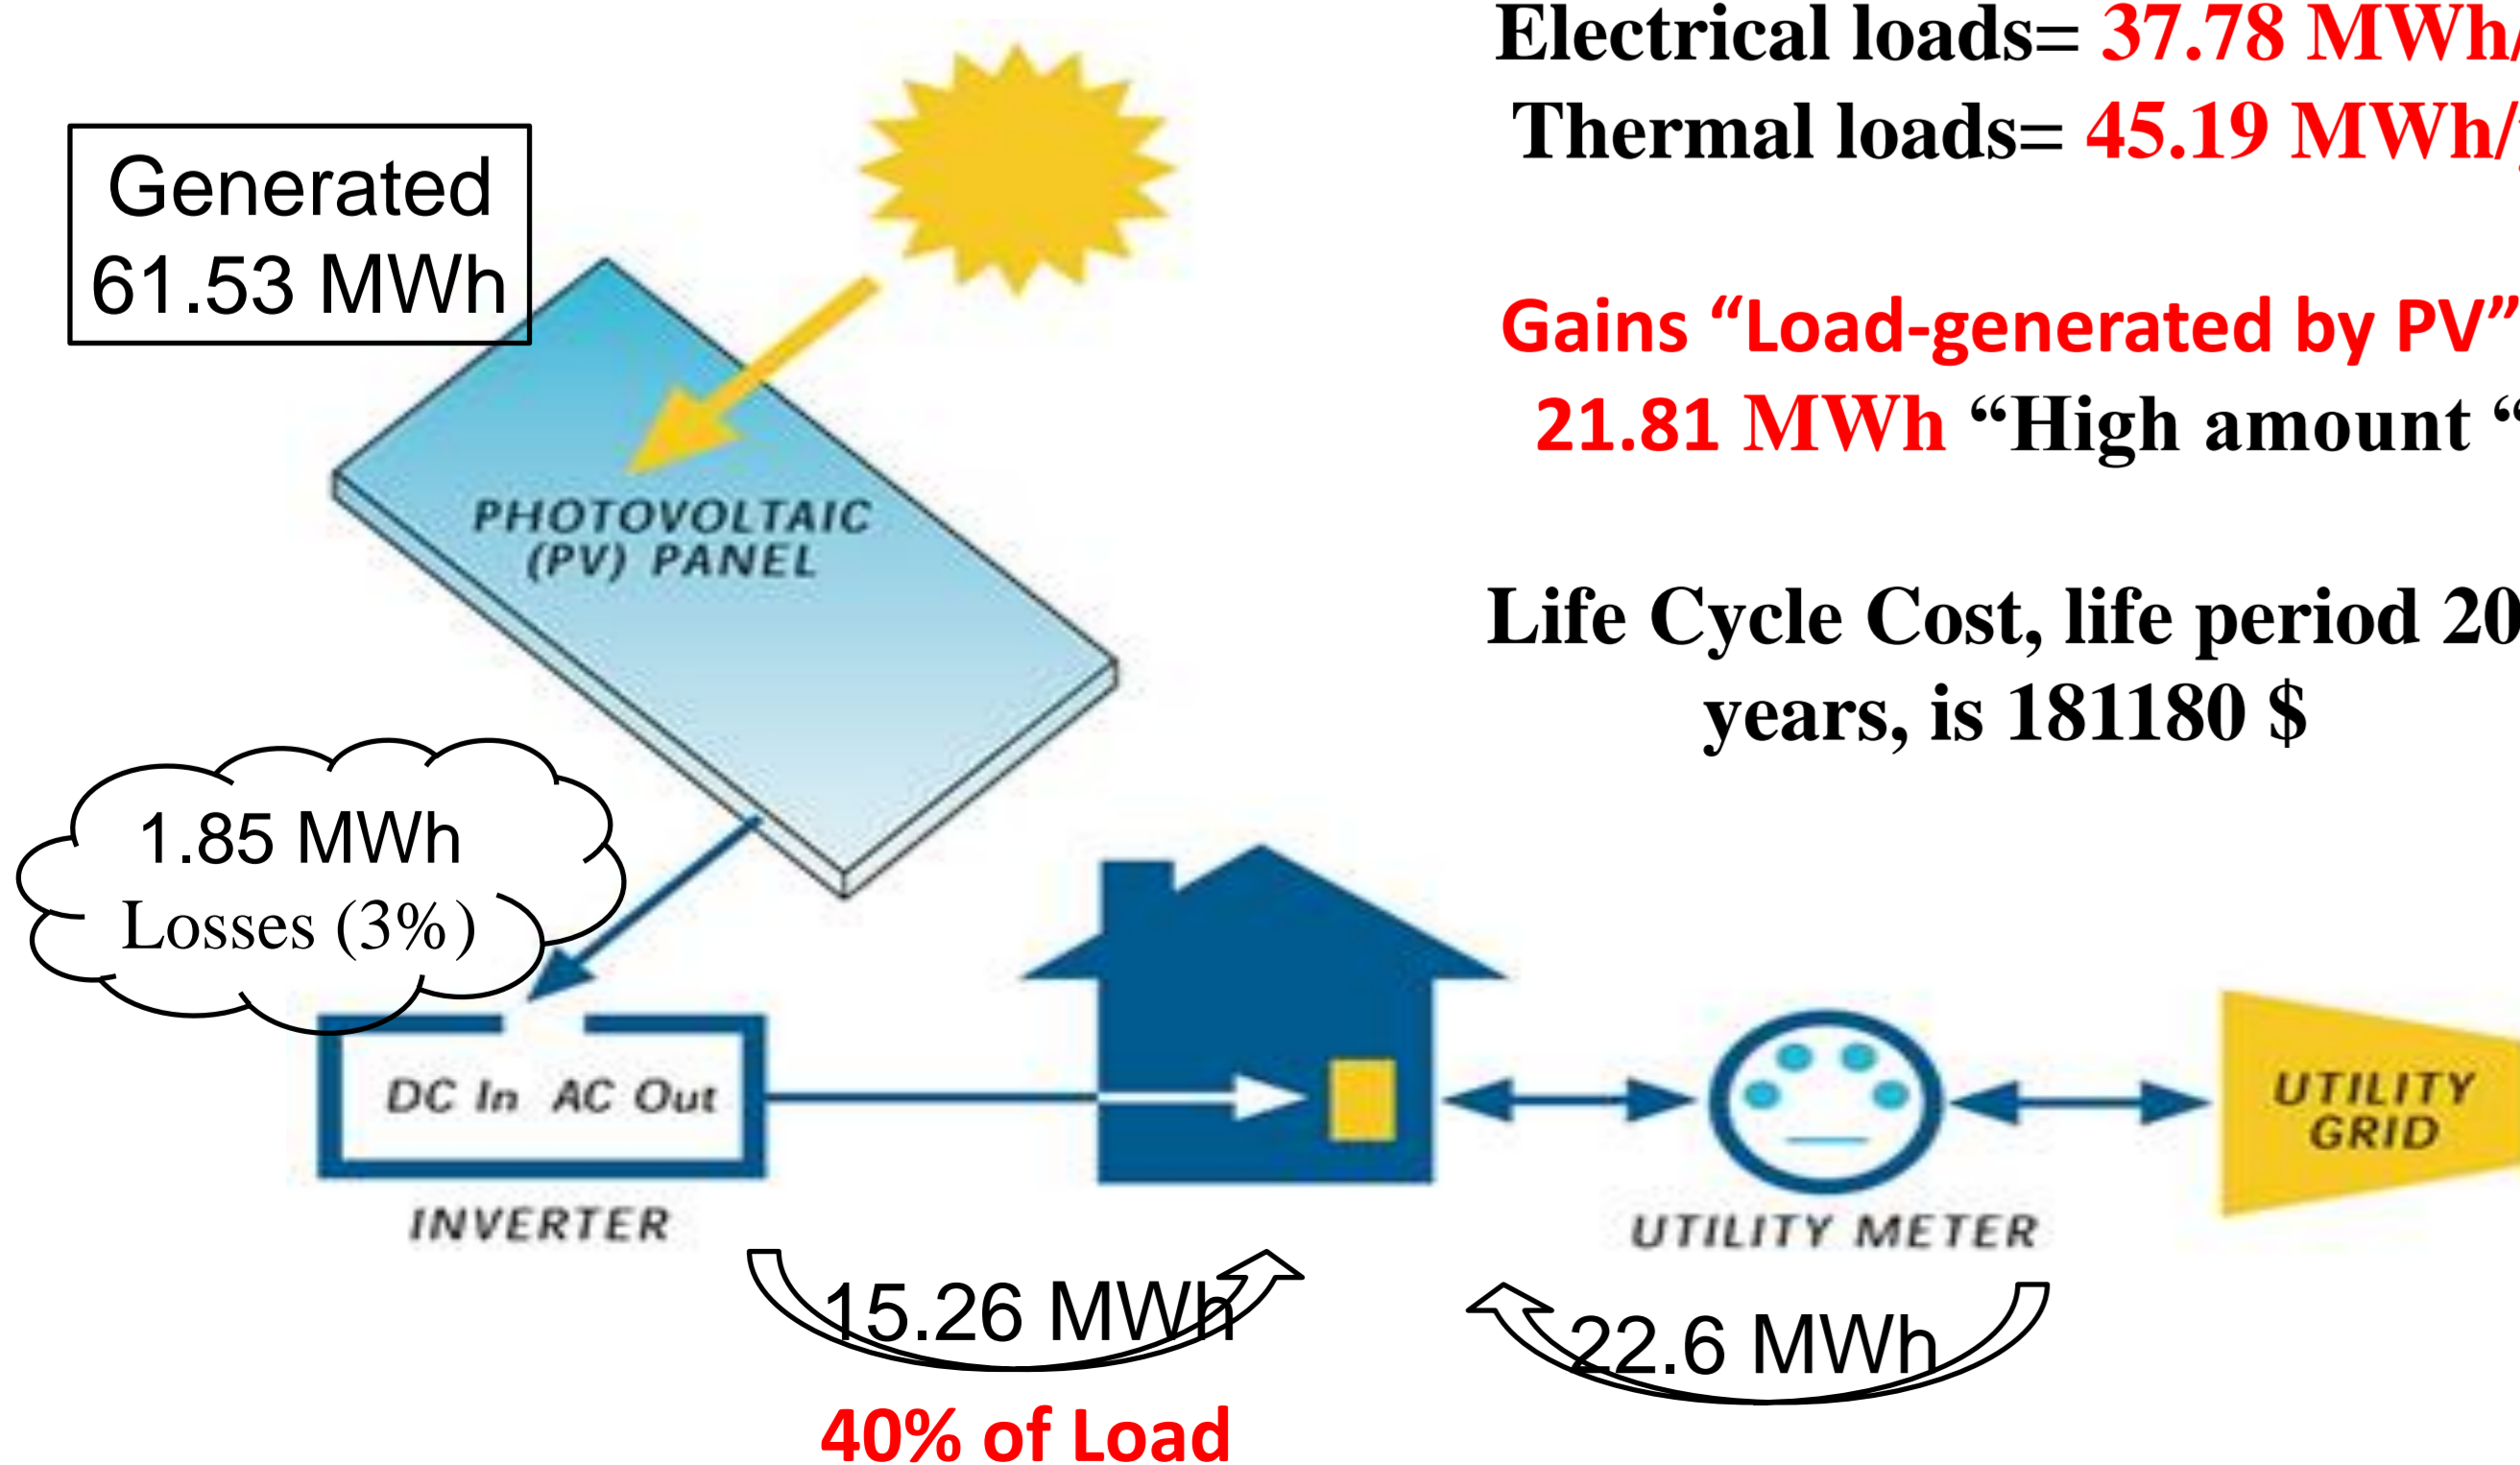 Electrical loads= 37.78 MWh/
Thermal loads= 45.19 MWh/
Generated
61.53 MWh
Gains “Load-generated by PV”
21.81 MWh “High amount “
PHOTOVOLTAIC
(PV) PANEL
Life Cycle Cost, life period 20
years, is 181180 $
1.85 MWh
Losses (3%)
DC In AC Out
INVERTER
UTILITY METER
UTILITY
GRID
15.26 MWh
22.6 MWh
40% of Load